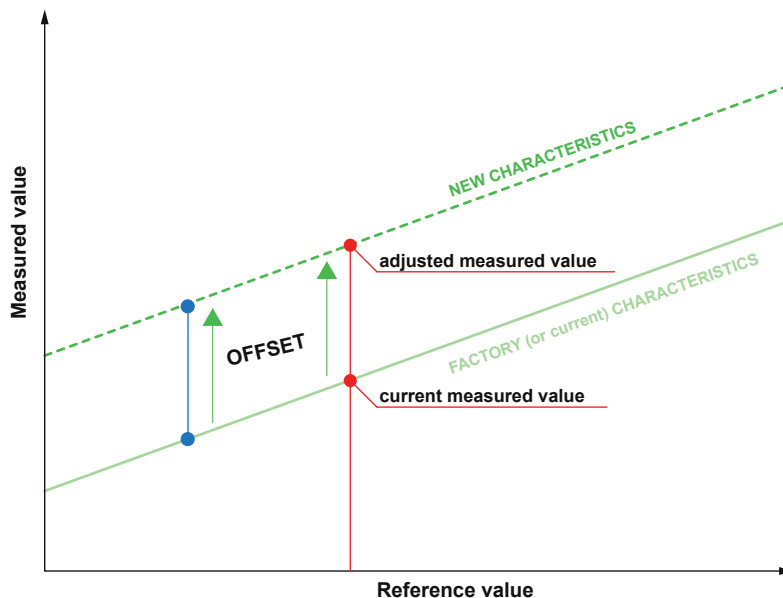 Measured value
NEW CHARACTERISTICS
adjusted measured value
FACTORY (or current) CHARACTERISTICS
OFFSET
current measured value
Reference value